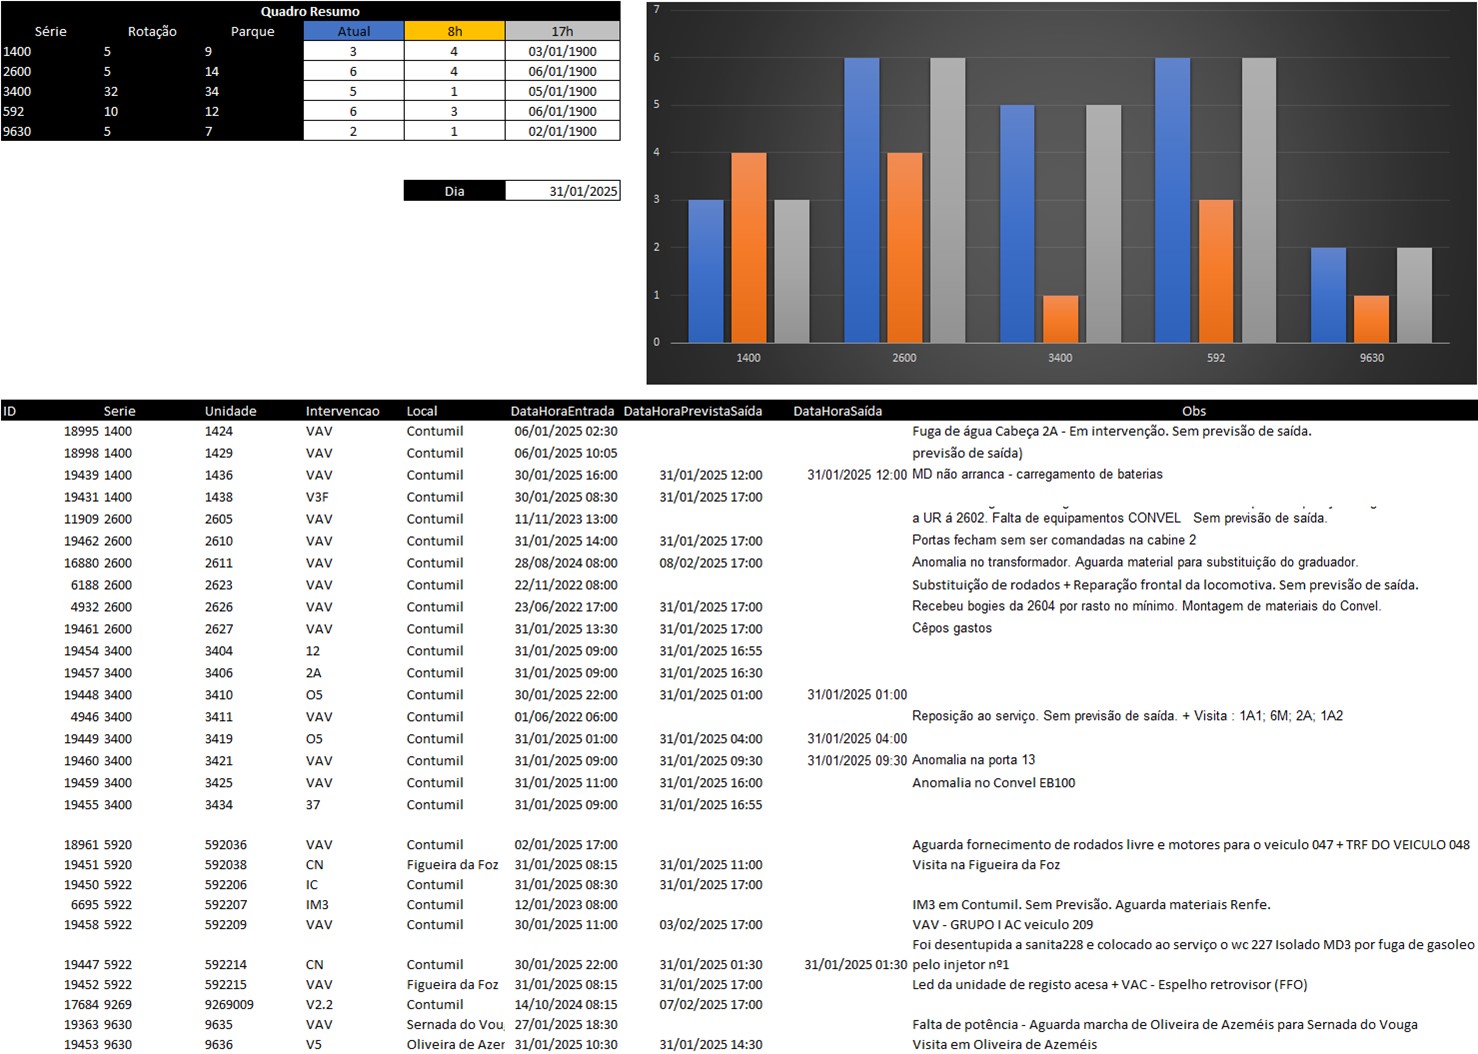 Quadro Resumo
Série Rotação Parque Atual 8h 17h
1400 5 9 3 4 03/01/1900
2600 5 14 6 4 06/01/1900
3400 32 34 5 1 05/01/1900
592 10 12 6 3 06/01/1900
9630 5 7 2 1 02/01/1900
Dia 31/01/2025
7
6
5
4
3
2
1
0
1400 2600 3400 592 9630
ID Serie Unidade Intervencao Local DataHoraEntrada DataHoraPrevistaSaída DataHoraSaída Obs
18995 1400 1424 VAV Contumil 06/01/2025 02:30 Fuga de água Cabeça 2A - Em intervenção. Sem previsão de saída.
18998 1400 1429 VAV Contumil 06/01/2025 10:05 previsão de saída)
19439 1400 1436 VAV Contumil 30/01/2025 16:00 31/01/2025 12:00 31/01/2025 12:00 MD não arranca - carregamento de baterias
19431 1400 1438 V3F Contumil 30/01/2025 08:30 31/01/2025 17:00
11909 2600 2605 VAV Contumil 11/11/2023 13:00 a UR á 2602. Falta de equipamentos CONVEL Sem previsão de saída.
19462 2600 2610 VAV Contumil 31/01/2025 14:00 31/01/2025 17:00 Portas fecham sem ser comandadas na cabine 2
16880 2600 2611 VAV Contumil 28/08/2024 08:00 08/02/2025 17:00 Anomalia no transformador. Aguarda material para substituição do graduador.
6188 2600 2623 VAV Contumil 22/11/2022 08:00 Substituição de rodados + Reparação frontal da locomotiva. Sem previsão de saída.
4932 2600 2626 VAV Contumil 23/06/2022 17:00 31/01/2025 17:00 Recebeu bogies da 2604 por rasto no mínimo. Montagem de materiais do Convel.
19461 2600 2627 VAV Contumil 31/01/2025 13:30 31/01/2025 17:00 Cêpos gastos
19454 3400 3404 12 Contumil 31/01/2025 09:00 31/01/2025 16:55
19457 3400 3406 2A Contumil 31/01/2025 09:00 31/01/2025 16:30
19448 3400 3410 O5 Contumil 30/01/2025 22:00 31/01/2025 01:00 31/01/2025 01:00
4946 3400 3411 VAV Contumil 01/06/2022 06:00 Reposição ao serviço. Sem previsão de saída. + Visita : 1A1; 6M; 2A; 1A2
19449 3400 3419 O5 Contumil 31/01/2025 01:00 31/01/2025 04:00 31/01/2025 04:00
19460 3400 3421 VAV Contumil 31/01/2025 09:00 31/01/2025 09:30 31/01/2025 09:30 Anomalia na porta 13
19459 3400 3425 VAV Contumil 31/01/2025 11:00 31/01/2025 16:00 Anomalia no Convel EB100
19455 3400 3434 37 Contumil 31/01/2025 09:00 31/01/2025 16:55
18961 5920 592036 VAV Contumil 02/01/2025 17:00 Aguarda fornecimento de rodados livre e motores para o veiculo 047 + TRF DO VEICULO 048
19451 5920 592038 CN Figueira da Foz 31/01/2025 08:15 31/01/2025 11:00 Visita na Figueira da Foz
19450 5922 592206 IC Contumil 31/01/2025 08:30 31/01/2025 17:00
6695 5922 592207 IM3 Contumil 12/01/2023 08:00 IM3 em Contumil. Sem Previsão. Aguarda materiais Renfe.
19458 5922 592209 VAV Contumil 30/01/2025 11:00 03/02/2025 17:00 VAV - GRUPO I AC veiculo 209
Foi desentupida a sanita228 e colocado ao serviço o wc 227 Isolado MD3 por fuga de gasoleo
19447 5922 592214 CN Contumil 30/01/2025 22:00 31/01/2025 01:30 31/01/2025 01:30 pelo injetor nº1
19452 5922 592215 VAV Figueira da Foz 31/01/2025 08:15 31/01/2025 17:00 Led da unidade de registo acesa + VAC - Espelho retrovisor (FFO)
17684 9269 9269009 V2.2 Contumil 14/10/2024 08:15 07/02/2025 17:00
19363 9630 9635 VAV Sernada do Vou 27/01/2025 18:30 Falta de potência - Aguarda marcha de Oliveira de Azeméis para Sernada do Vouga
19453 9630 9636 V5 Oliveira de Azer 31/01/2025 10:30 31/01/2025 14:30 Visita em Oliveira de Azeméis